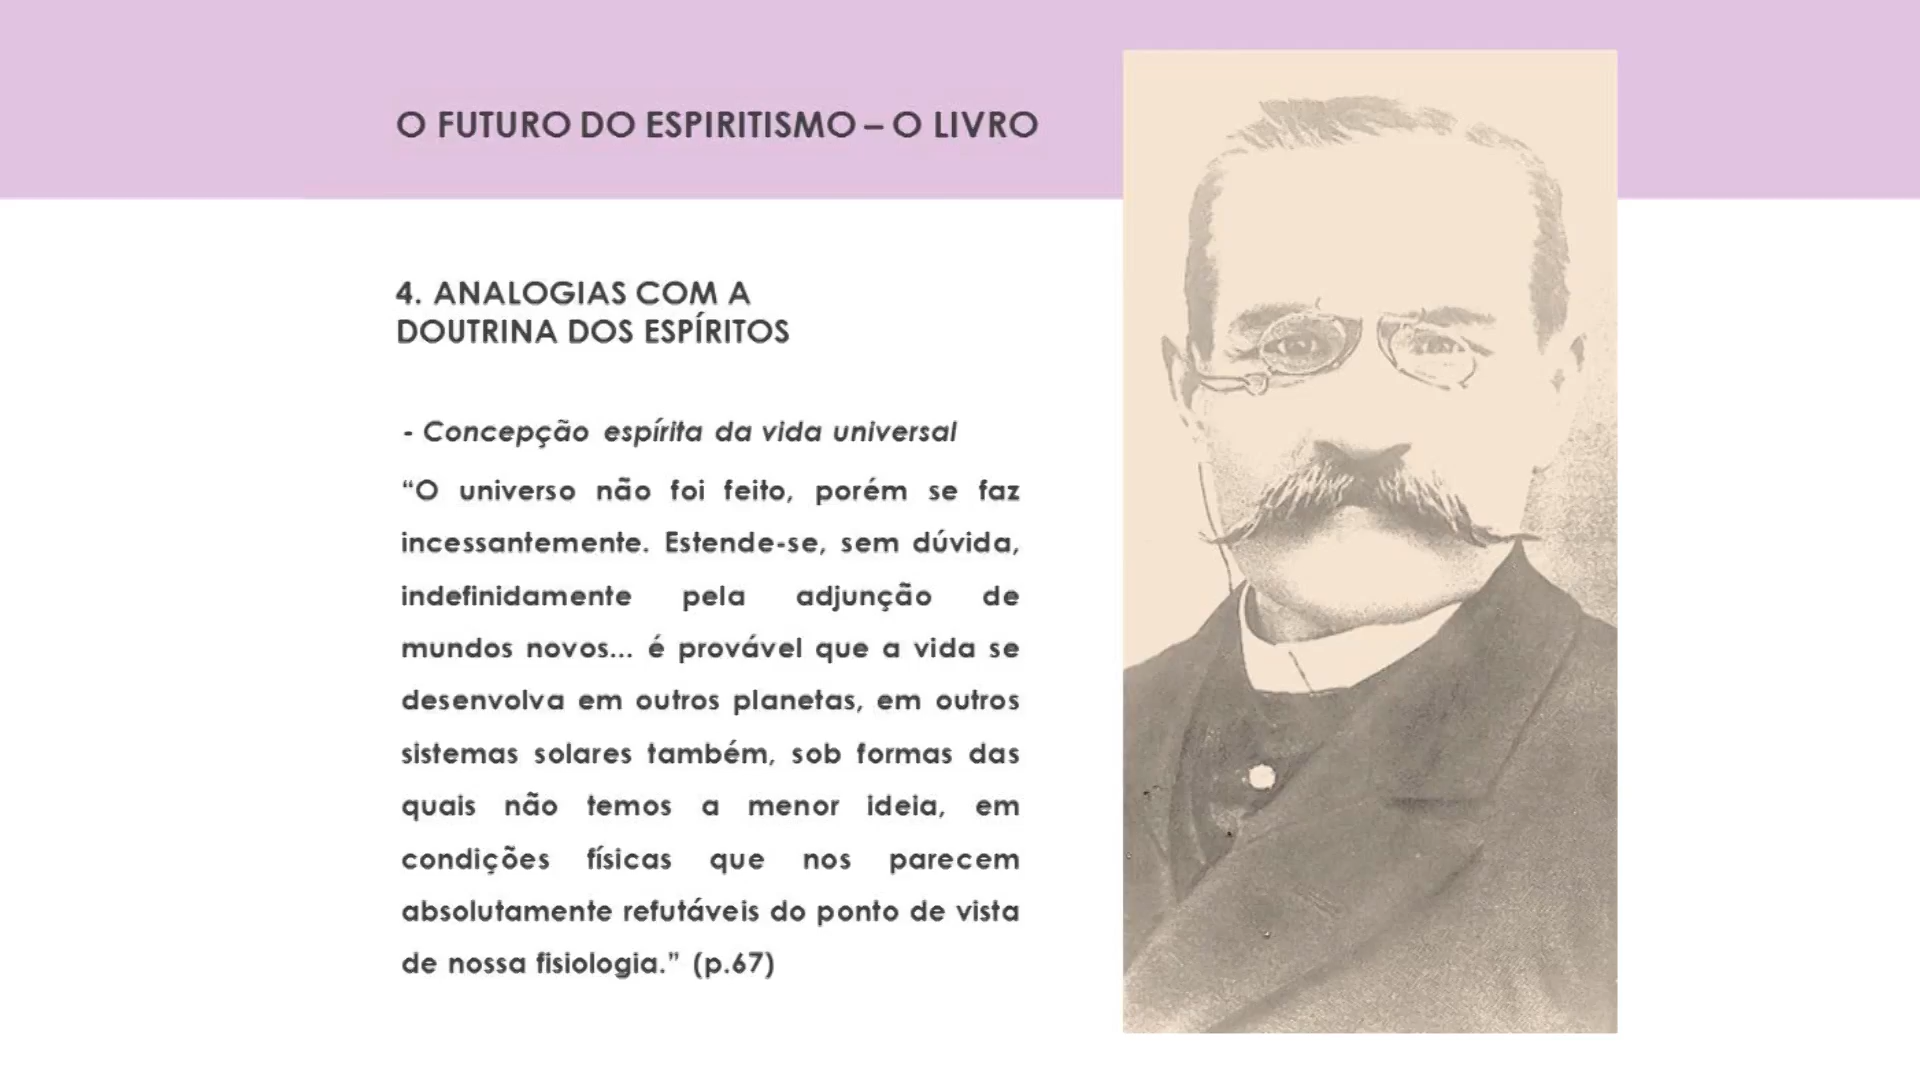 O FUTURO DO ESPIRITISMO – O LIVRO
4. ANALOGIAS COM A
DOUTRINA DOS ESPÍRITOS
- Concepção espírita da vida universal
“O universo não foi feito, porém se faz
incessantemente. Estende-se, sem dúvida,
indefinidamente pela adjunção de
mundos novos... é provável que a vida se
desenvolva em outros planetas, em outros
sistemas solares também, sob formas das
quais não temos a menor ideia, em
condições físicas que nos parecem
absolutamente refutáveis do ponto de vista
de nossa fisiologia.” (p.67)